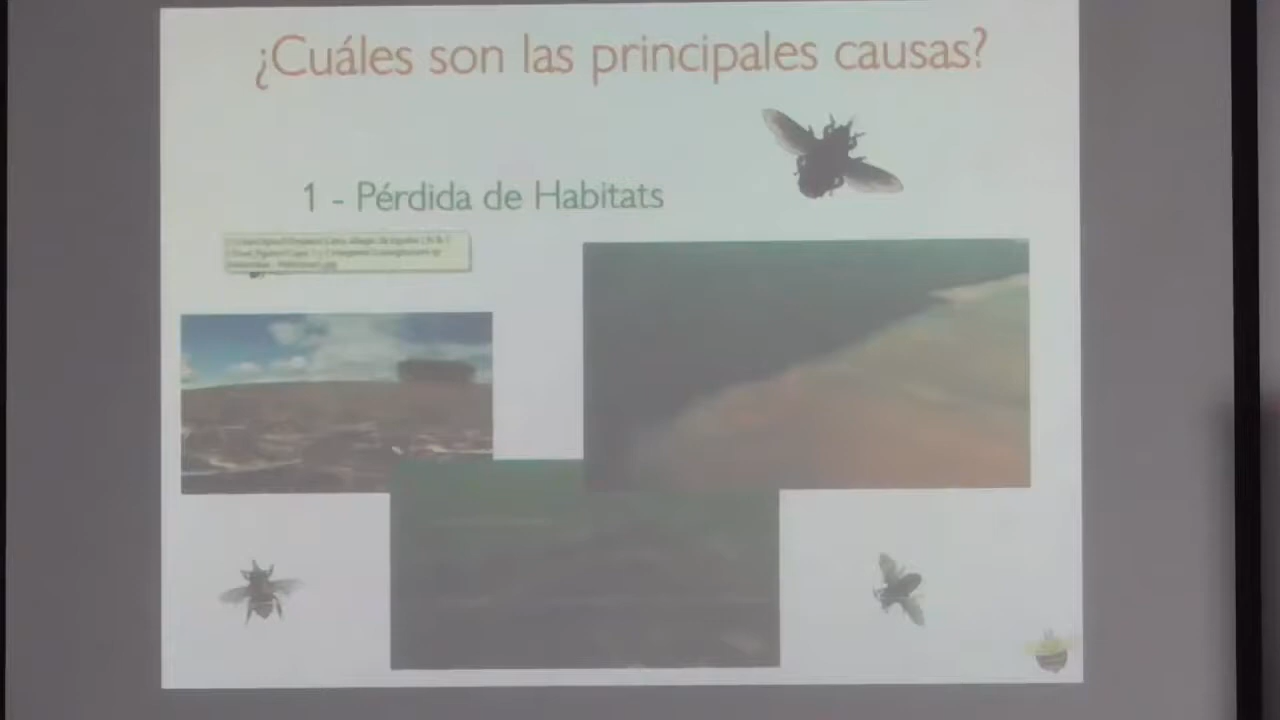 ¿Cuáles son las principales causas?
1 - Pérdida de Habitats